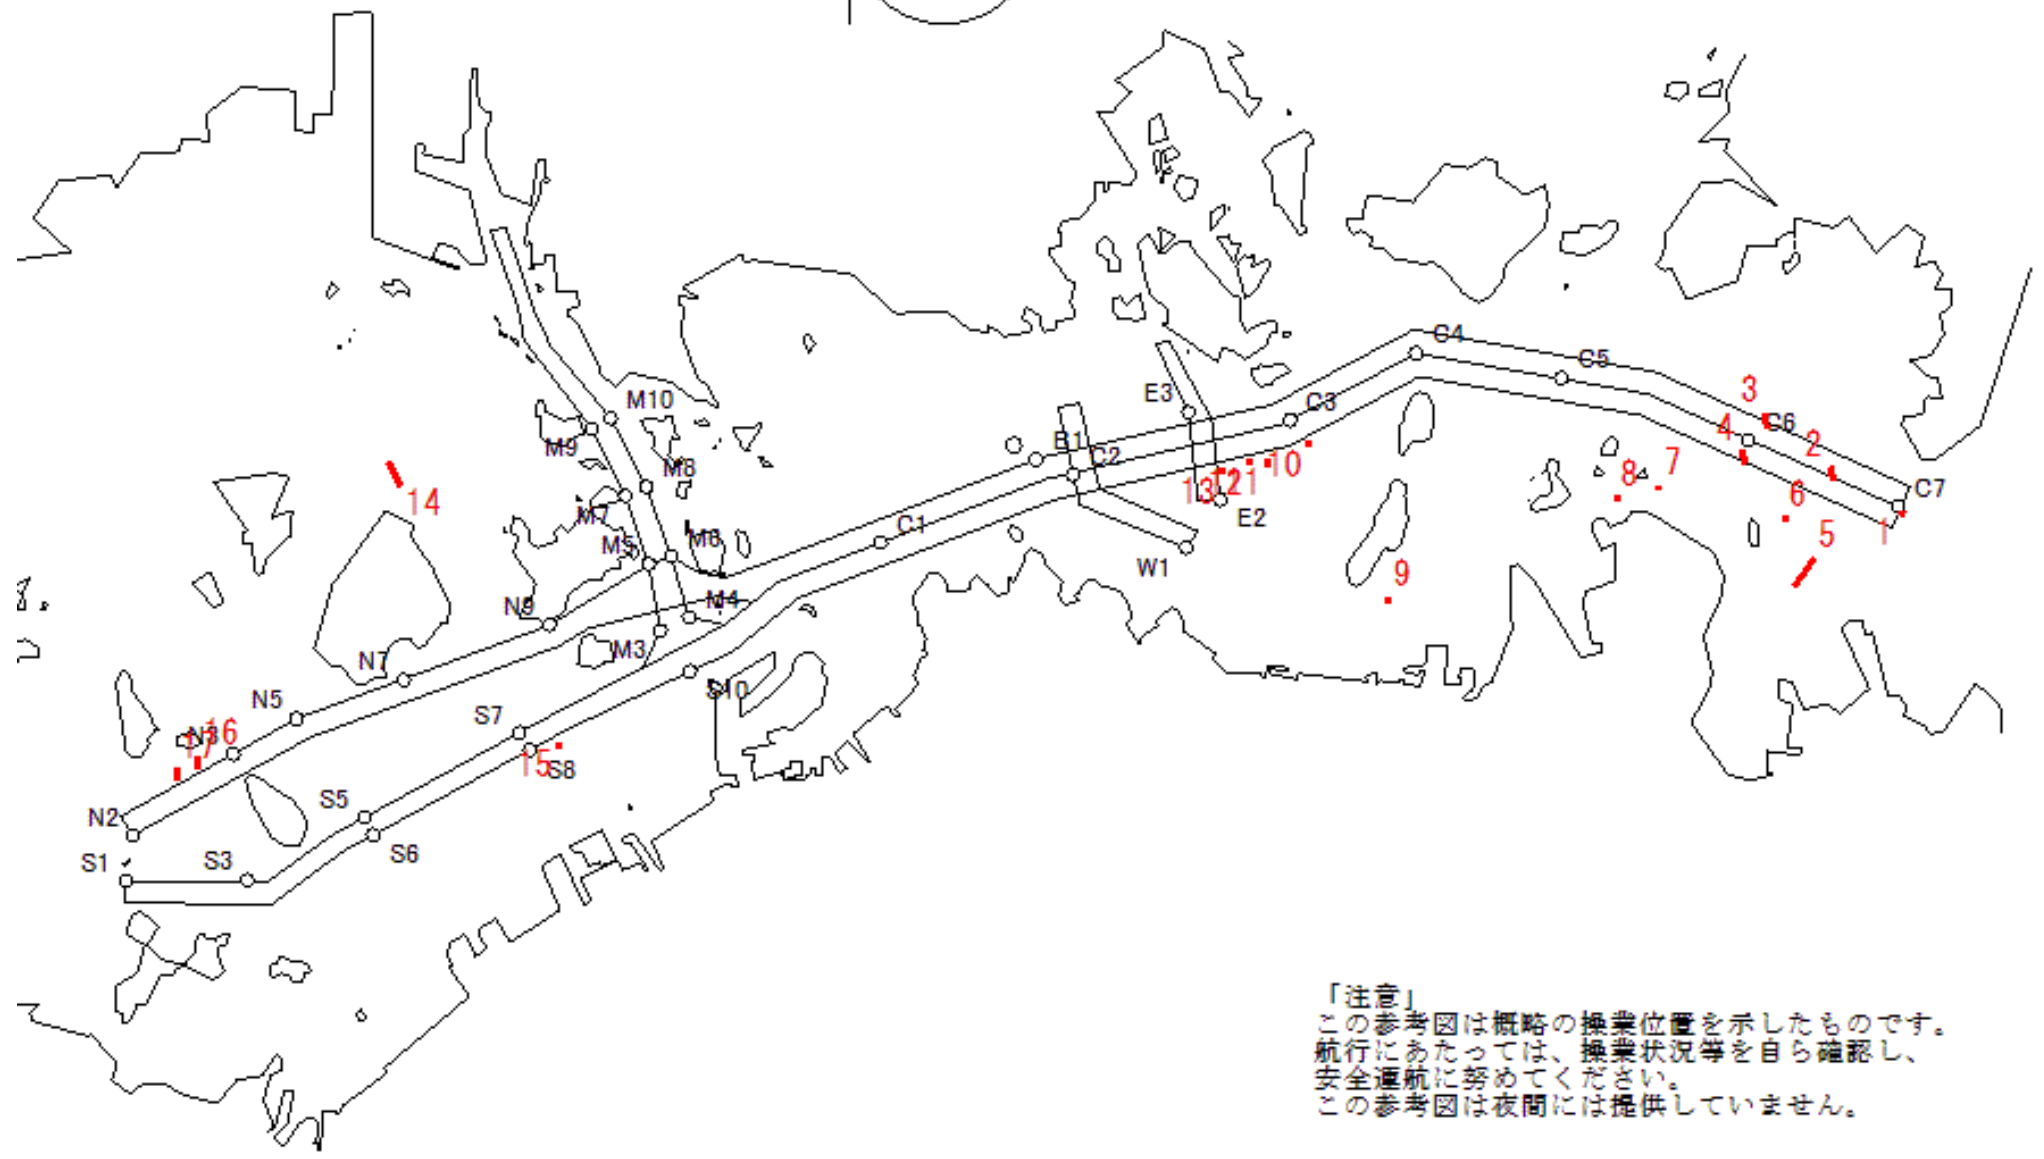 C4
3
C5
C6
M10
E3
C3
4
2
M9
B1
M8
C2
8
7
C7
14
10
13
12
11
6
M7
E2
1
C1
M5
M6
5
W1
9
N9
M4
N7
M3
S10
N5
S7
N3
16
17
15
S8
N2
S5
S1
S3
S6
「注意」
この参考図は概略の操業位置を示したものです。
航行にあたっては、操業状況等を自ら確認し、
安全運航に努めてください。
この参考図は夜間には提供していません。